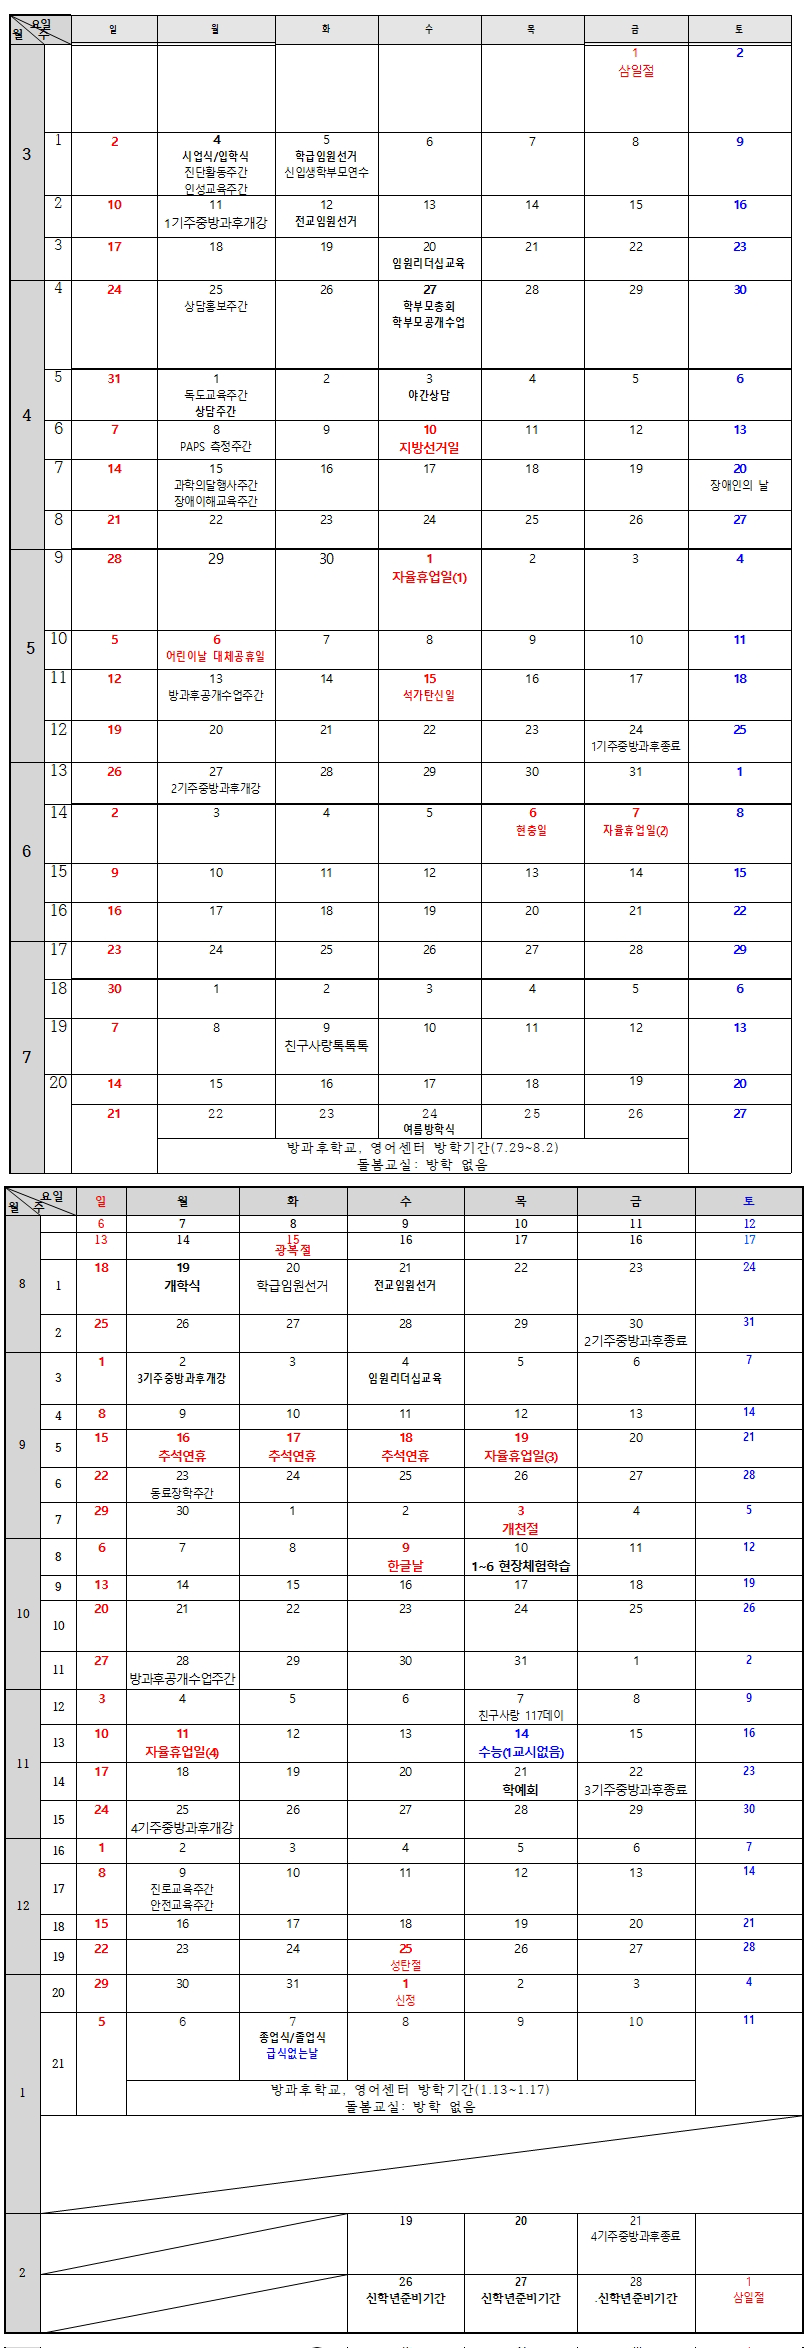 요일
월 주 일 월 화 수 목 금 토
3
1 2
삼일절
1 2 4 5 6 7 8 9
시업식/입학식 학급임원선거
진단활동주간 신입생학부모연수
인성교육주간
2 10 11 12 13 14 15 16
1기주중방과후개강 전교임원선거
3 17 18 19 20 21 22 23
임원리더십교육
4
4 24 25 26 27 28 29 30
상담홍보주간 학부모총회
학부모공개수업
5 31 1 2 3 4 5 6
독도교육주간 야간상담
상담주간
6 7 8 9 10 11 12 13
PAPS 측정주간 지방선거일
7 14 15 16 17 18 19 20
과학의달행사주간 장애인의 날
장애이해교육주간
8 21 22 23 24 25 26 27
5
9 28 29 30 1 2 3 4
자율휴업일(1)
10 5 6 7 8 9 10 11
어린이날 대체공휴일
11 12 13 14 15 16 17 18
방과후공개수업주간 석가탄신일
12 19 20 21 22 23 24 25
1기주중방과후종료
6
13 26 27 28 29 30 31 1
2기주중방과후개강
14 2 3 4 5 6 7 8
현충일 자율휴업일(2)
15 9 10 11 12 13 14 15
16 16 17 18 19 20 21 22
7
17 23 24 25 26 27 28 29
18 30 1 2 3 4 5 6
19 7 8 9 10 11 12 13
친구사랑톡톡톡
20 14 15 16 17 18 19 20
21 22 23 24 25 26 27
여름방학식
방과후학교, 영어센터 방학기간(7.29~8.2)
돌봄교실: 방학 없음
요일
월 주 일 월 화 수 목 금 토
8
6 7 8 9 10 11 12
13 14 15 16 17 16 17
광복절
1 18 19 20 21 22 23 24
개학식 학급임원선거 전교임원선거
2 25 26 27 28 29 30 31
2기주중방과후종료
9
3 1 2 3 4 5 6 7
3기주중방과후개강 임원리더십교육
4 8 9 10 11 12 13 14
5 15 16 17 18 19 20 21
추석연휴 추석연휴 추석연휴 자율휴업일(3)
6 22 23 24 25 26 27 28
동료장학주간
7 29 30 1 2 3 4 5
개천절
10
8 6 7 8 9 10 11 12
한글날 1~6 현장체험학습
9 13 14 15 16 17 18 19
10 20 21 22 23 24 25 26
11 27 28 29 30 31 1 2
방과후공개수업주간
11
12 3 4 5 6 7 8 9
친구사랑 117데이
13 10 11 12 13 14 15 16
자율휴업일(4) 수능(1교시없음)
14 17 18 19 20 21 22 23
학예회 3기주중방과후종료
15 24 25 26 27 28 29 30
4기주중방과후개강
12
16 1 2 3 4 5 6 7
17 8 9 10 11 12 13 14
진로교육주간
안전교육주간
18 15 16 17 18 19 20 21
19 22 23 24 25 26 27 28
성탄절
1
20 29 30 31 1 2 3 4
신정
21 5 6 7 8 9 10 11
종업식/졸업식
급식없는날
방과후학교, 영어센터 방학기간(1.13~1.17)
돌봄교실: 방학 없음
2
19 20 21
4기주중방과후종료
26 27 28 1
신학년준비기간 신학년준비기간 .신학년준비기간 삼일절